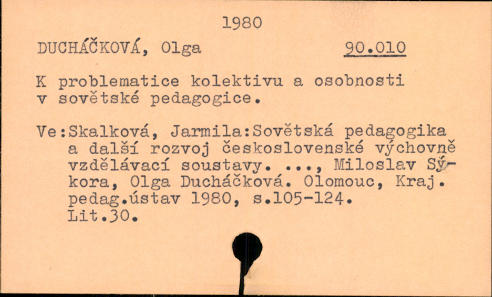 1980
DUCHÁČKOVÁ, Olga 90.010
K problematice kolektivu a osobnosti
v sovětské pedagogice.
Ve:Skalková, Jarmila:Sovětská pedagogika
a další rozvoj československé výchovně
vzdělávací soustavy. ..., Miloslav Sý-
kora, Olga Ducháčková. Olomouc, Kraj.
pedag.ústav 1980, s.105-124.
Lit.30.